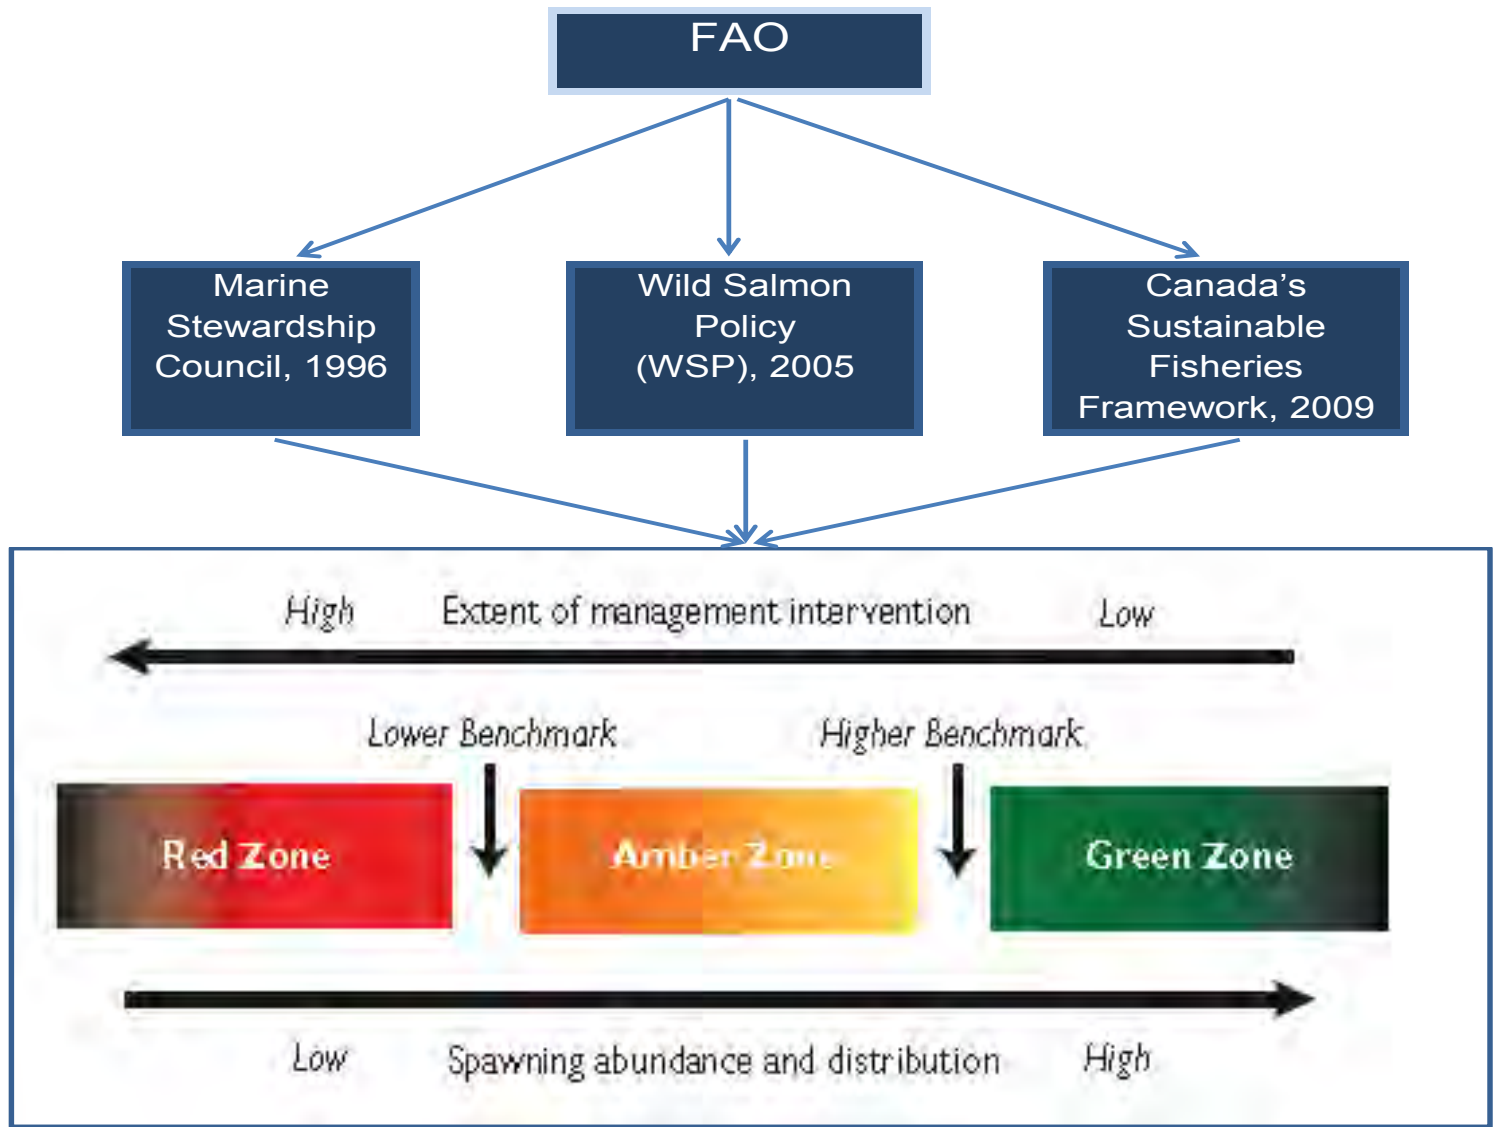 FAO
Marine
Stewardship
Council, 1996
Wild Salmon
Policy
(WSP), 2005
Canada's
Sustainable
Fisheries
Framework, 2009
High Extent of management intervention Low
Lower Benchmark Higher Benchmark
Red Zone Amber Zone Green Zone
Low Spawning abundance and distribution High